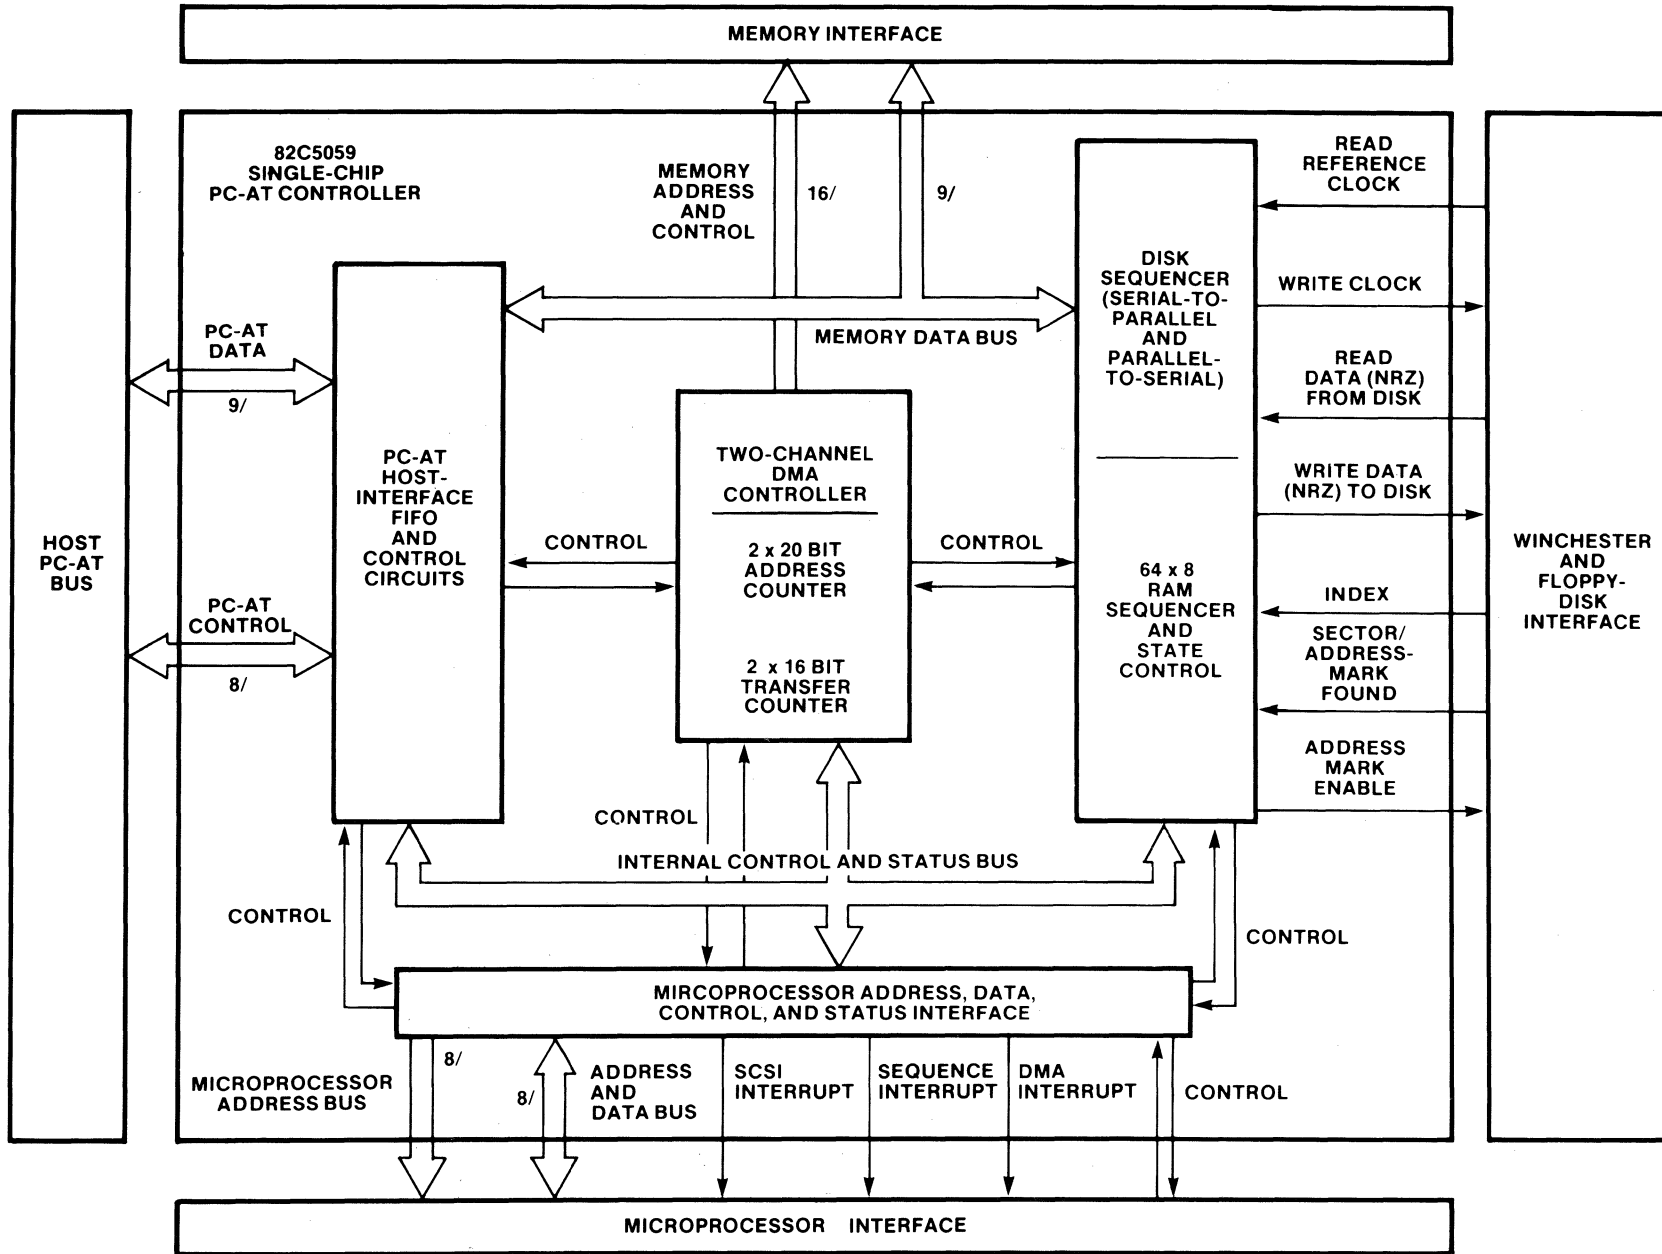 MEMORY INTERFACE
82C5059
SINGLE-CHIP
PC-AT CONTROLLER
MEMORY
ADDRESS
AND
CONTROL
16/
9/
READ
REFERENCE
CLOCK
WRITE CLOCK
READ
DATA (NRZ)
FROM DISK
WRITE DATA
(NRZ) TO DISK
INDEX
SECTOR/
ADDRESS-
MARK
FOUND
ADDRESS
MARK
ENABLE
DISK
SEQUENCER
(SERIAL-TO-
PARALLEL
AND
PARALLEL-
TO-SERIAL)
64 x 8
RAM
SEQUENCER
AND
STATE
CONTROL
MEMORY DATA BUS
PC-AT
DATA
9/
PC-AT
CONTROL
8/
HOST
PC-AT
BUS
PC-AT
HOST-
INTERFACE
FIFO
AND
CONTROL
CIRCUITS
CONTROL
TWO-CHANNEL
DMA
CONTROLLER
2 x 20 BIT
ADDRESS
COUNTER
2 x 16 BIT
TRANSFER
COUNTER
CONTROL
WINCHESTER
AND
FLOPPY-
DISK
INTERFACE
CONTROL
INTERNAL CONTROL AND STATUS BUS
CONTROL
CONTROL
MIRCOPROCESSOR ADDRESS, DATA,
CONTROL, AND STATUS INTERFACE
MICROPROCESSOR
ADDRESS BUS
8/
8/
ADDRESS
AND
DATA BUS
SCSI
INTERRUPT
SEQUENCE
INTERRUPT
DMA
INTERRUPT
CONTROL
MICROPROCESSOR INTERFACE